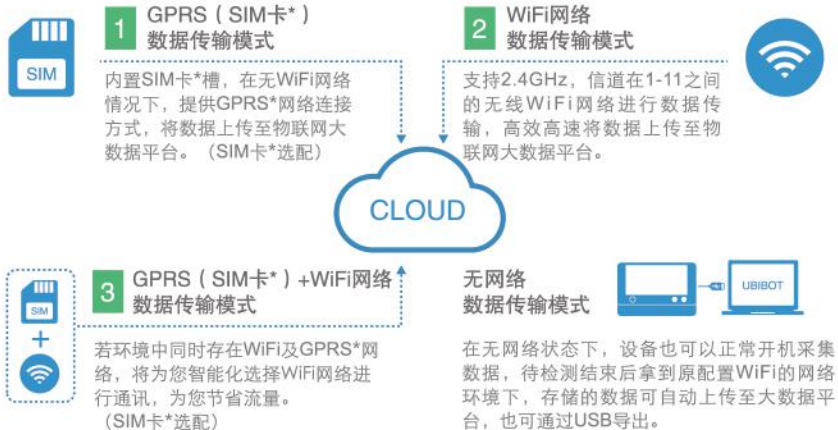 SIM
1
GPRS（SIM卡*）
数据传输模式
内置SIM卡*槽，在无WiFi网络
情况下，提供GPRS*网络连接
方式，将数据上传至物联网大
数据平台。（SIM卡*选配）
2
WiFi网络
数据传输模式
支持2.4GHz，信道在1-11之间
的无线WiFi网络进行数据传
输，高效高速将数据上传至物
联网大数据平台。
CLOUD
SIM
+
3
GPRS（SIM卡*）+WiFi网络
数据传输模式
若环境中同时存在WiFi及GPRS*网
络，将为您智能化选择WiFi网络进
行通讯，为您节省流量。
（SIM卡*选配）
无网络
数据传输模式
UBIBOT
在无网络状态下，设备也可以正常开机采集
数据，待检测结束后拿到原配置WiFi的网络
环境下，存储的数据可自动上传至大数据平
台，也可通过USB导出。